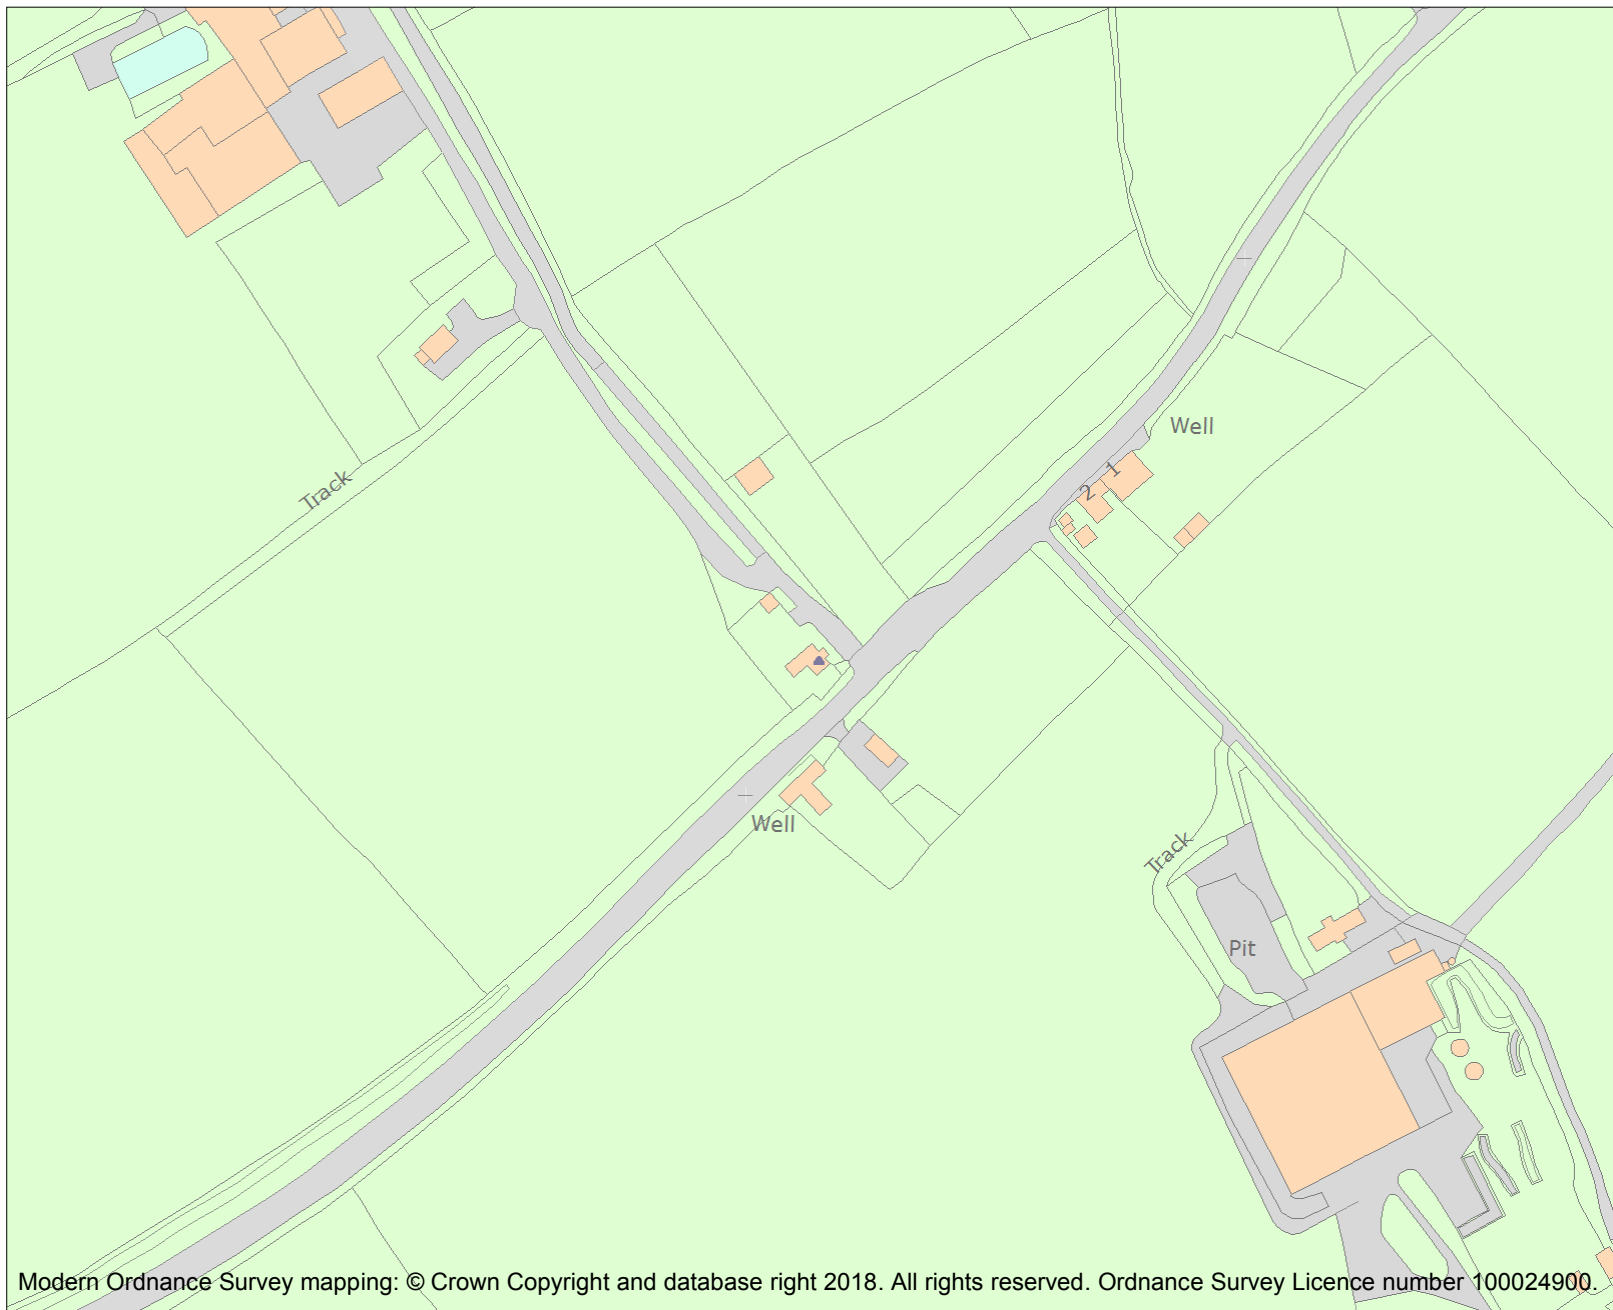 Well
1
2
Track
Well
Track
Pit
Modern Ordnance Survey mapping: © Crown Copyright and database right 2018. All rights reserved. Ordnance Survey Licence number 100024900.